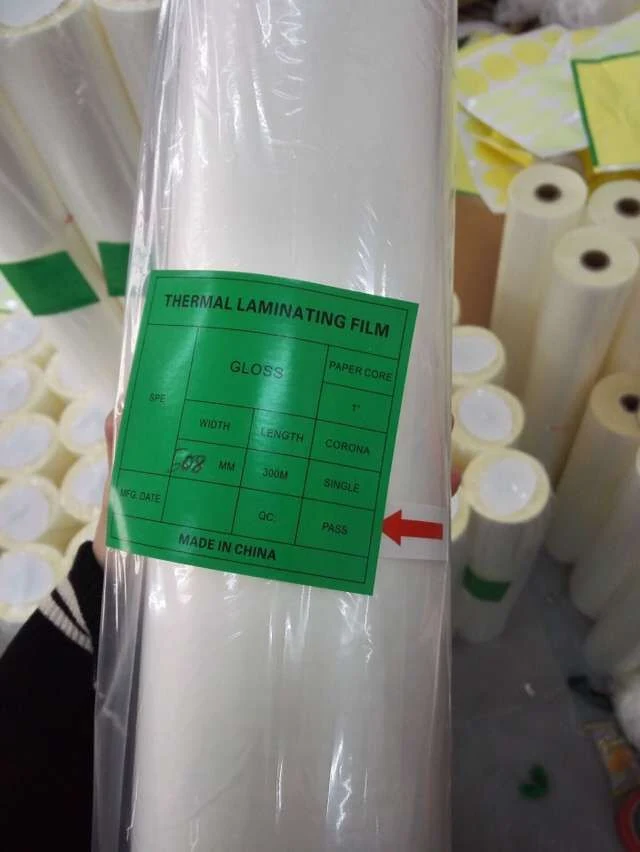 THERMAL LAMINATING FILM
SPE
GLOSS
PAPER CORE
1"
WIDTH
LENGTH
CORONA
308 MM
300M
SINGLE
MFG. DATE
QC:
PASS
MADE IN CHINA